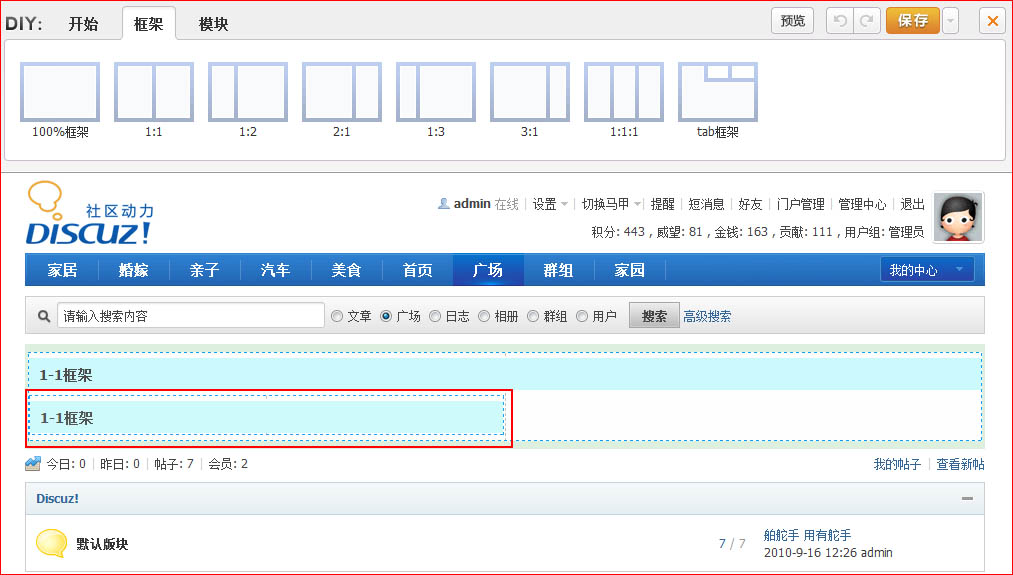 DIY: 开始 框架 模块 预览 保存
100%框架 1:1 1:2 2:1 1:3 3:1 1:1:1 tab框架
社区动力
DISCUZ!
admin 在线 设置 切换马甲 提醒 短消息 好友 门户管理 管理中心 退出
积分: 443 , 威望: 81 , 金钱: 163 , 贡献: 111 , 用户组: 管理员
家居 婚嫁 亲子 汽车 美食 首页 广场 群组 家园 我的中心
请输入搜索内容 文章 广场 日志 相册 群组 用户 搜索 高级搜索
1-1框架
1-1框架
今日: 0 昨日: 0 帖子: 7 会员: 2 我的帖子 查看新帖
Discuz!
默认版块 7 / 7
舶舵手 用有舵手
2010-9-16 12:26 admin